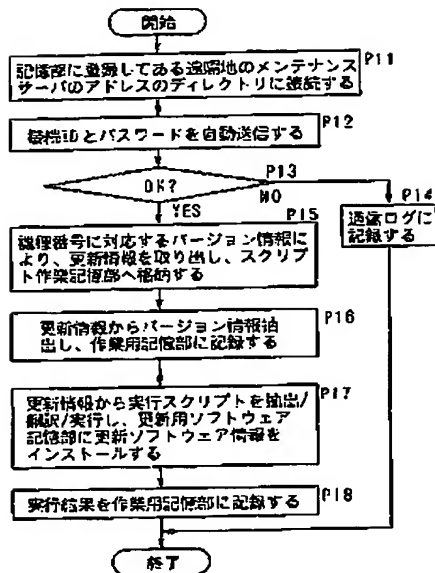 開始
P11
記憶部に登録してある遠隔地のメンテナンス
サーバのアドレスのディレクトリに接続する
P12
接続IDとパスワードを自動送信する
P13
OK?
NO
YES
P14
通信ログに
記録する
P15
機種番号に対応するバージョン情報に
より、更新情報を取り出し、スクリプ
ト作業記憶部へ格納する
P16
更新情報からバージョン情報抽
出し、作業用記憶部に記録する
P17
更新情報から実行スクリプトを抽出/
翻訳/実行し、更新用ソフトウェア
記憶部に更新ソフトウェア情報を
インストールする
P18
実行結果を作業用記憶部に記録する
終了